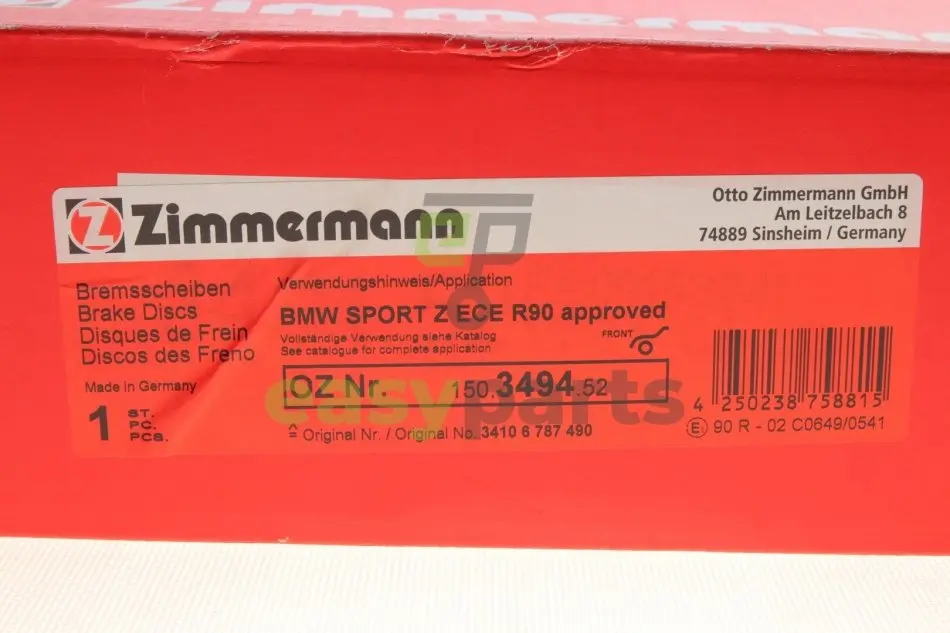 Zimmermann
Z Zimmermann
Otto Zimmermann GmbH
Am Leitzelbach 8
74889 Sinsheim / Germany
Bremsscheiben
Brake Discs
Disques de Frein
Discos des Freno
Made in Germany
1 ST.
PC.
PCS.
Verwendungshinweis/Application
BMW SPORT Z ECE R90 approved
Vollständige Verwendung siehe Katalog
See catalogue for complete application
FRONT
OZ Nr. 150.3494.52
≙ Original Nr. / Original No. 3410 6 787 490
4 250238 758815
E1 90 R - 02 C0649/0541
ep
easyparts